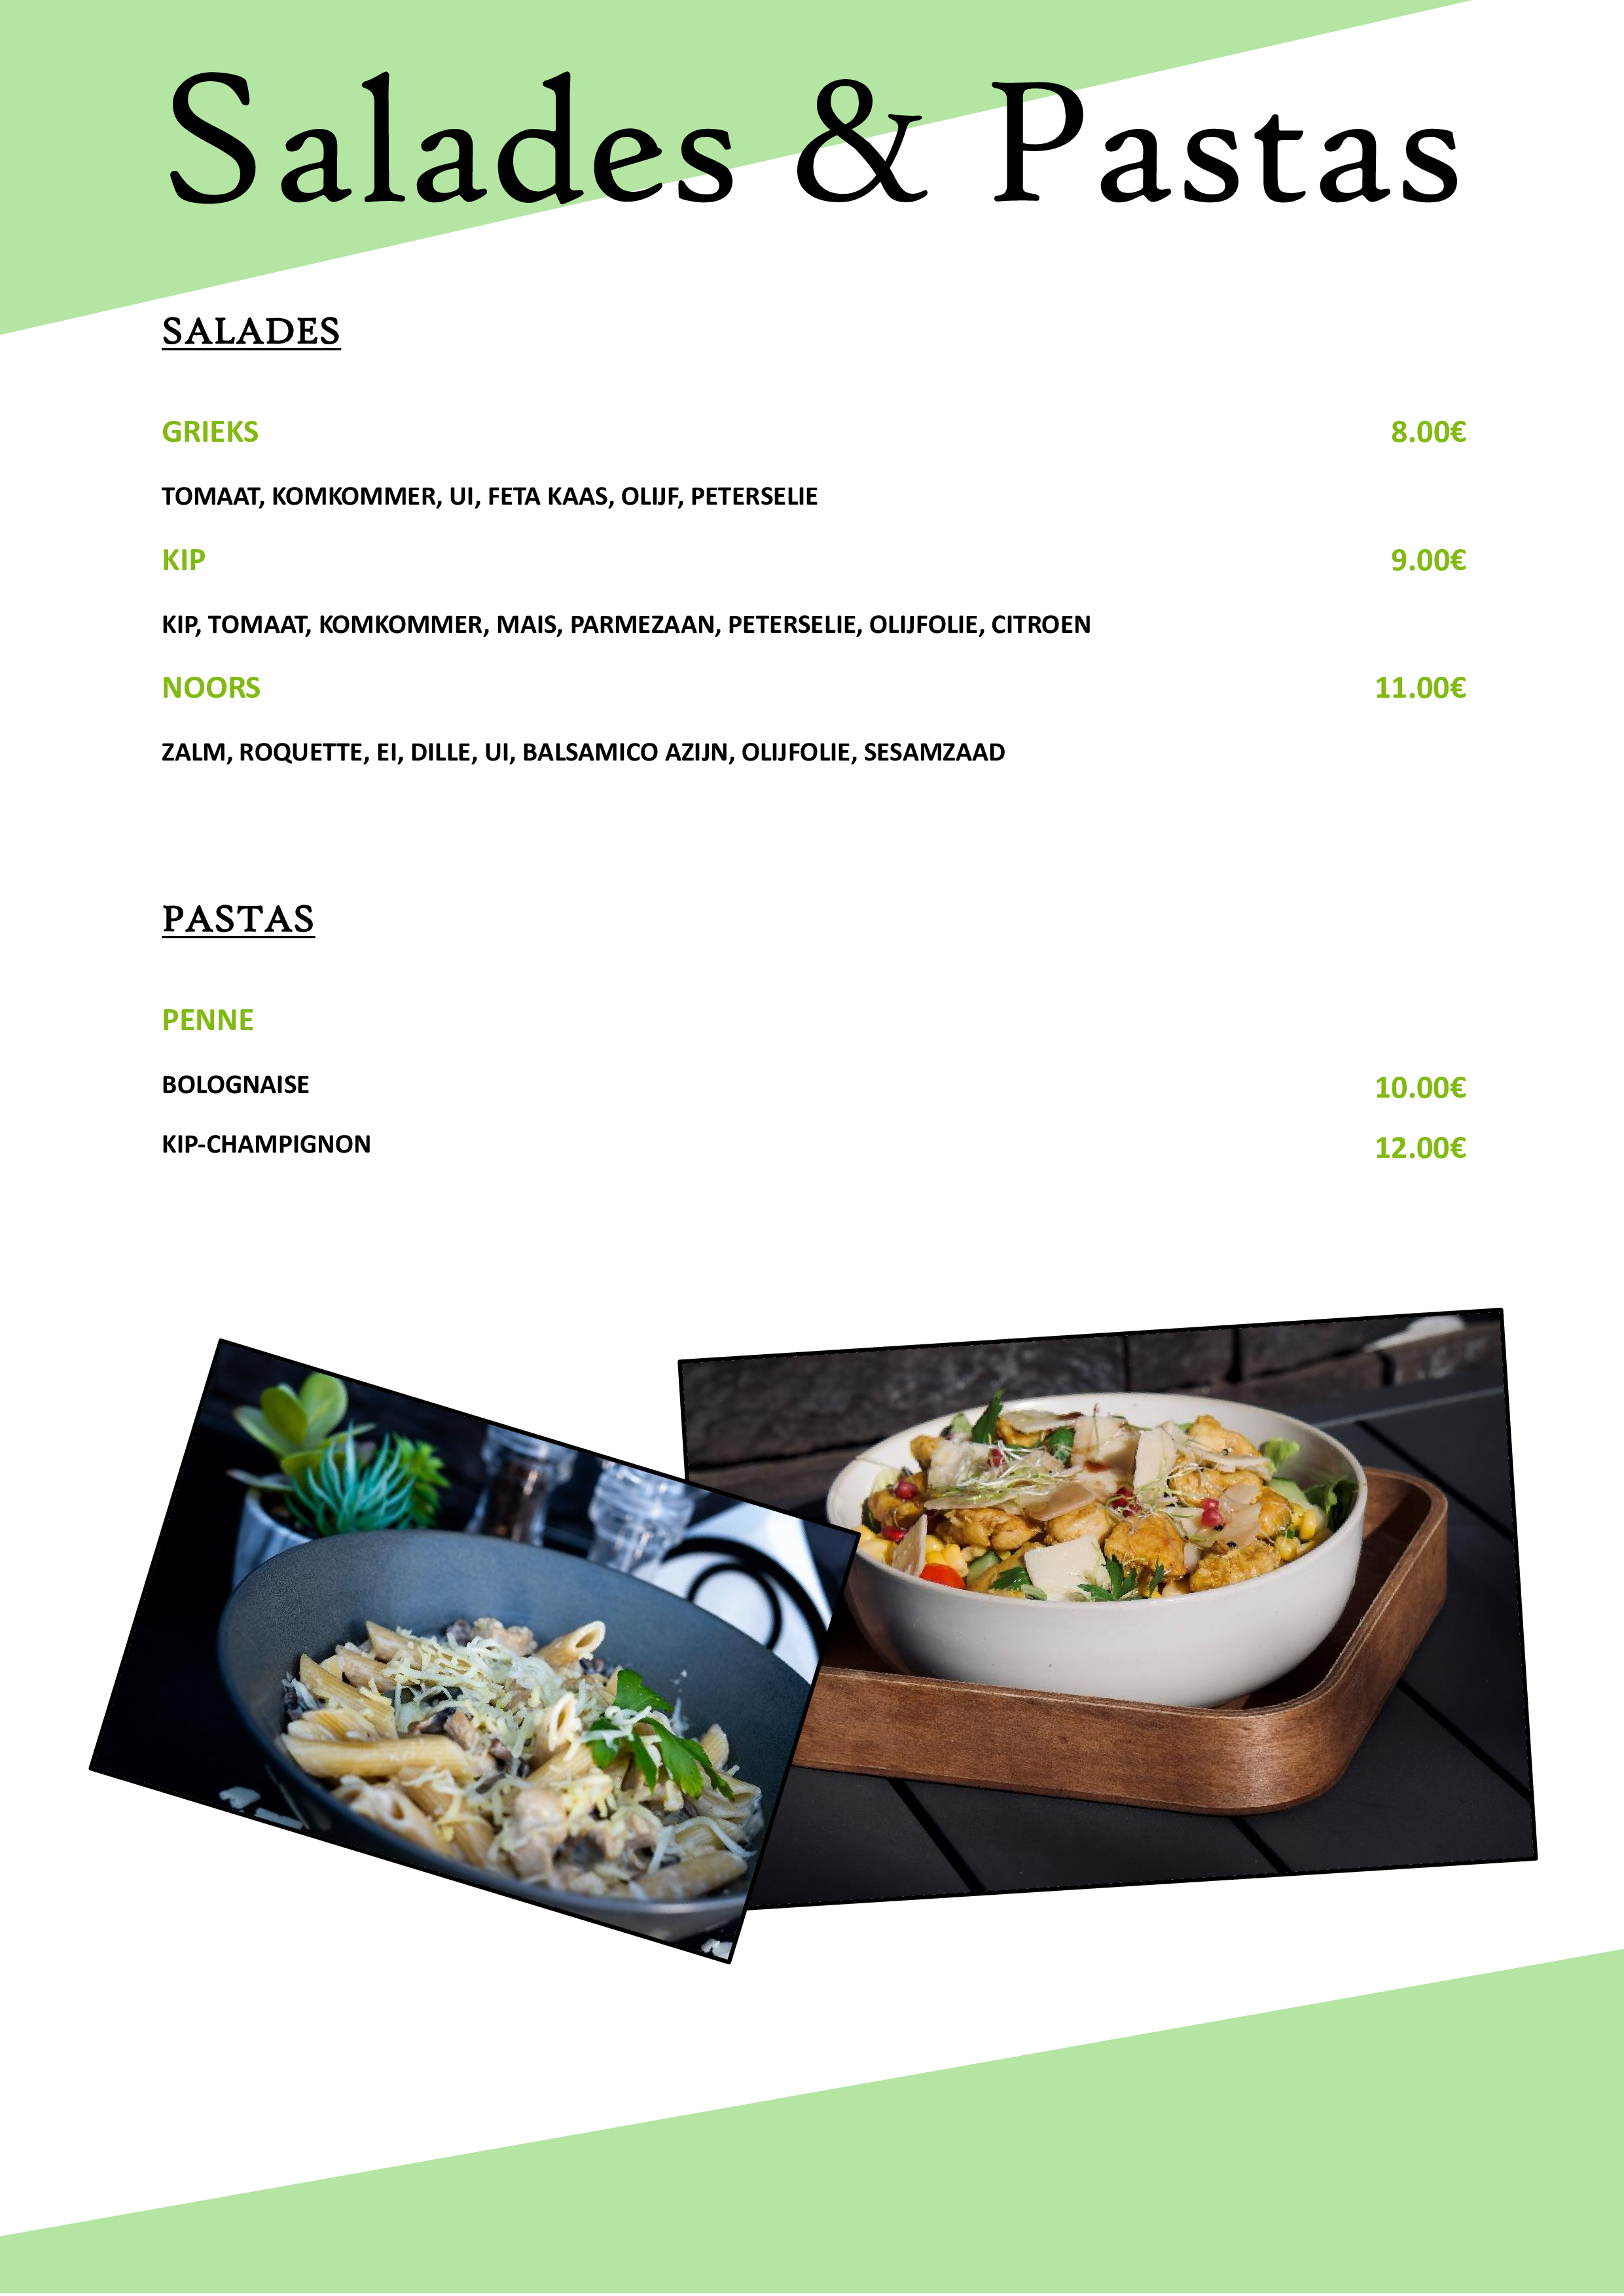 Salades & Pastas
SALADES
GRIEKS 8.00€
TOMAAT, KOMKOMMER, UI, FETA KAAS, OLIJF, PETERSELIE
KIP 9.00€
KIP, TOMAAT, KOMKOMMER, MAIS, PARMEZAAN, PETERSELIE, OLIJFOLIE, CITROEN
NOORS 11.00€
ZALM, ROQUETTE, EI, DILLE, UI, BALSAMICO AZIJN, OLIJFOLIE, SESAMZAAD
PASTAS
PENNE
BOLOGNAISE 10.00€
KIP-CHAMPIGNON 12.00€